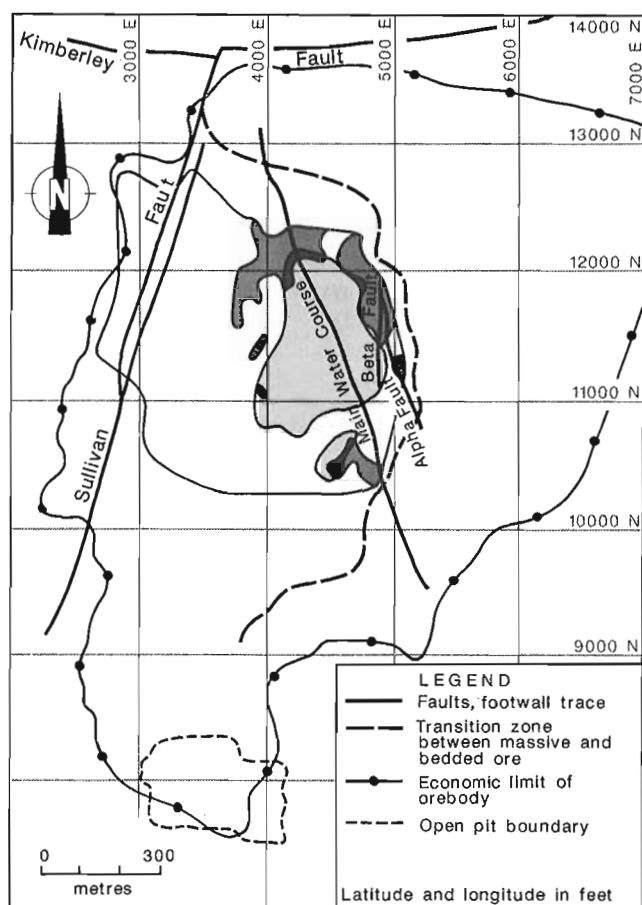 14000 N
Kimberley
Fault
3000 E
4000 E
5000 E
6000 E
7000 E
13000 N
N
Fault
12000 N
Main Water Course
Beta Fault
Alpha Fault
11000 N
Sullivan
10000 N
9000 N
LEGEND
Faults, footwall trace
Transition zone
between massive and
bedded ore
Economic limit of
orebody
Open pit boundary
0 300
metres
Latitude and longitude in feet